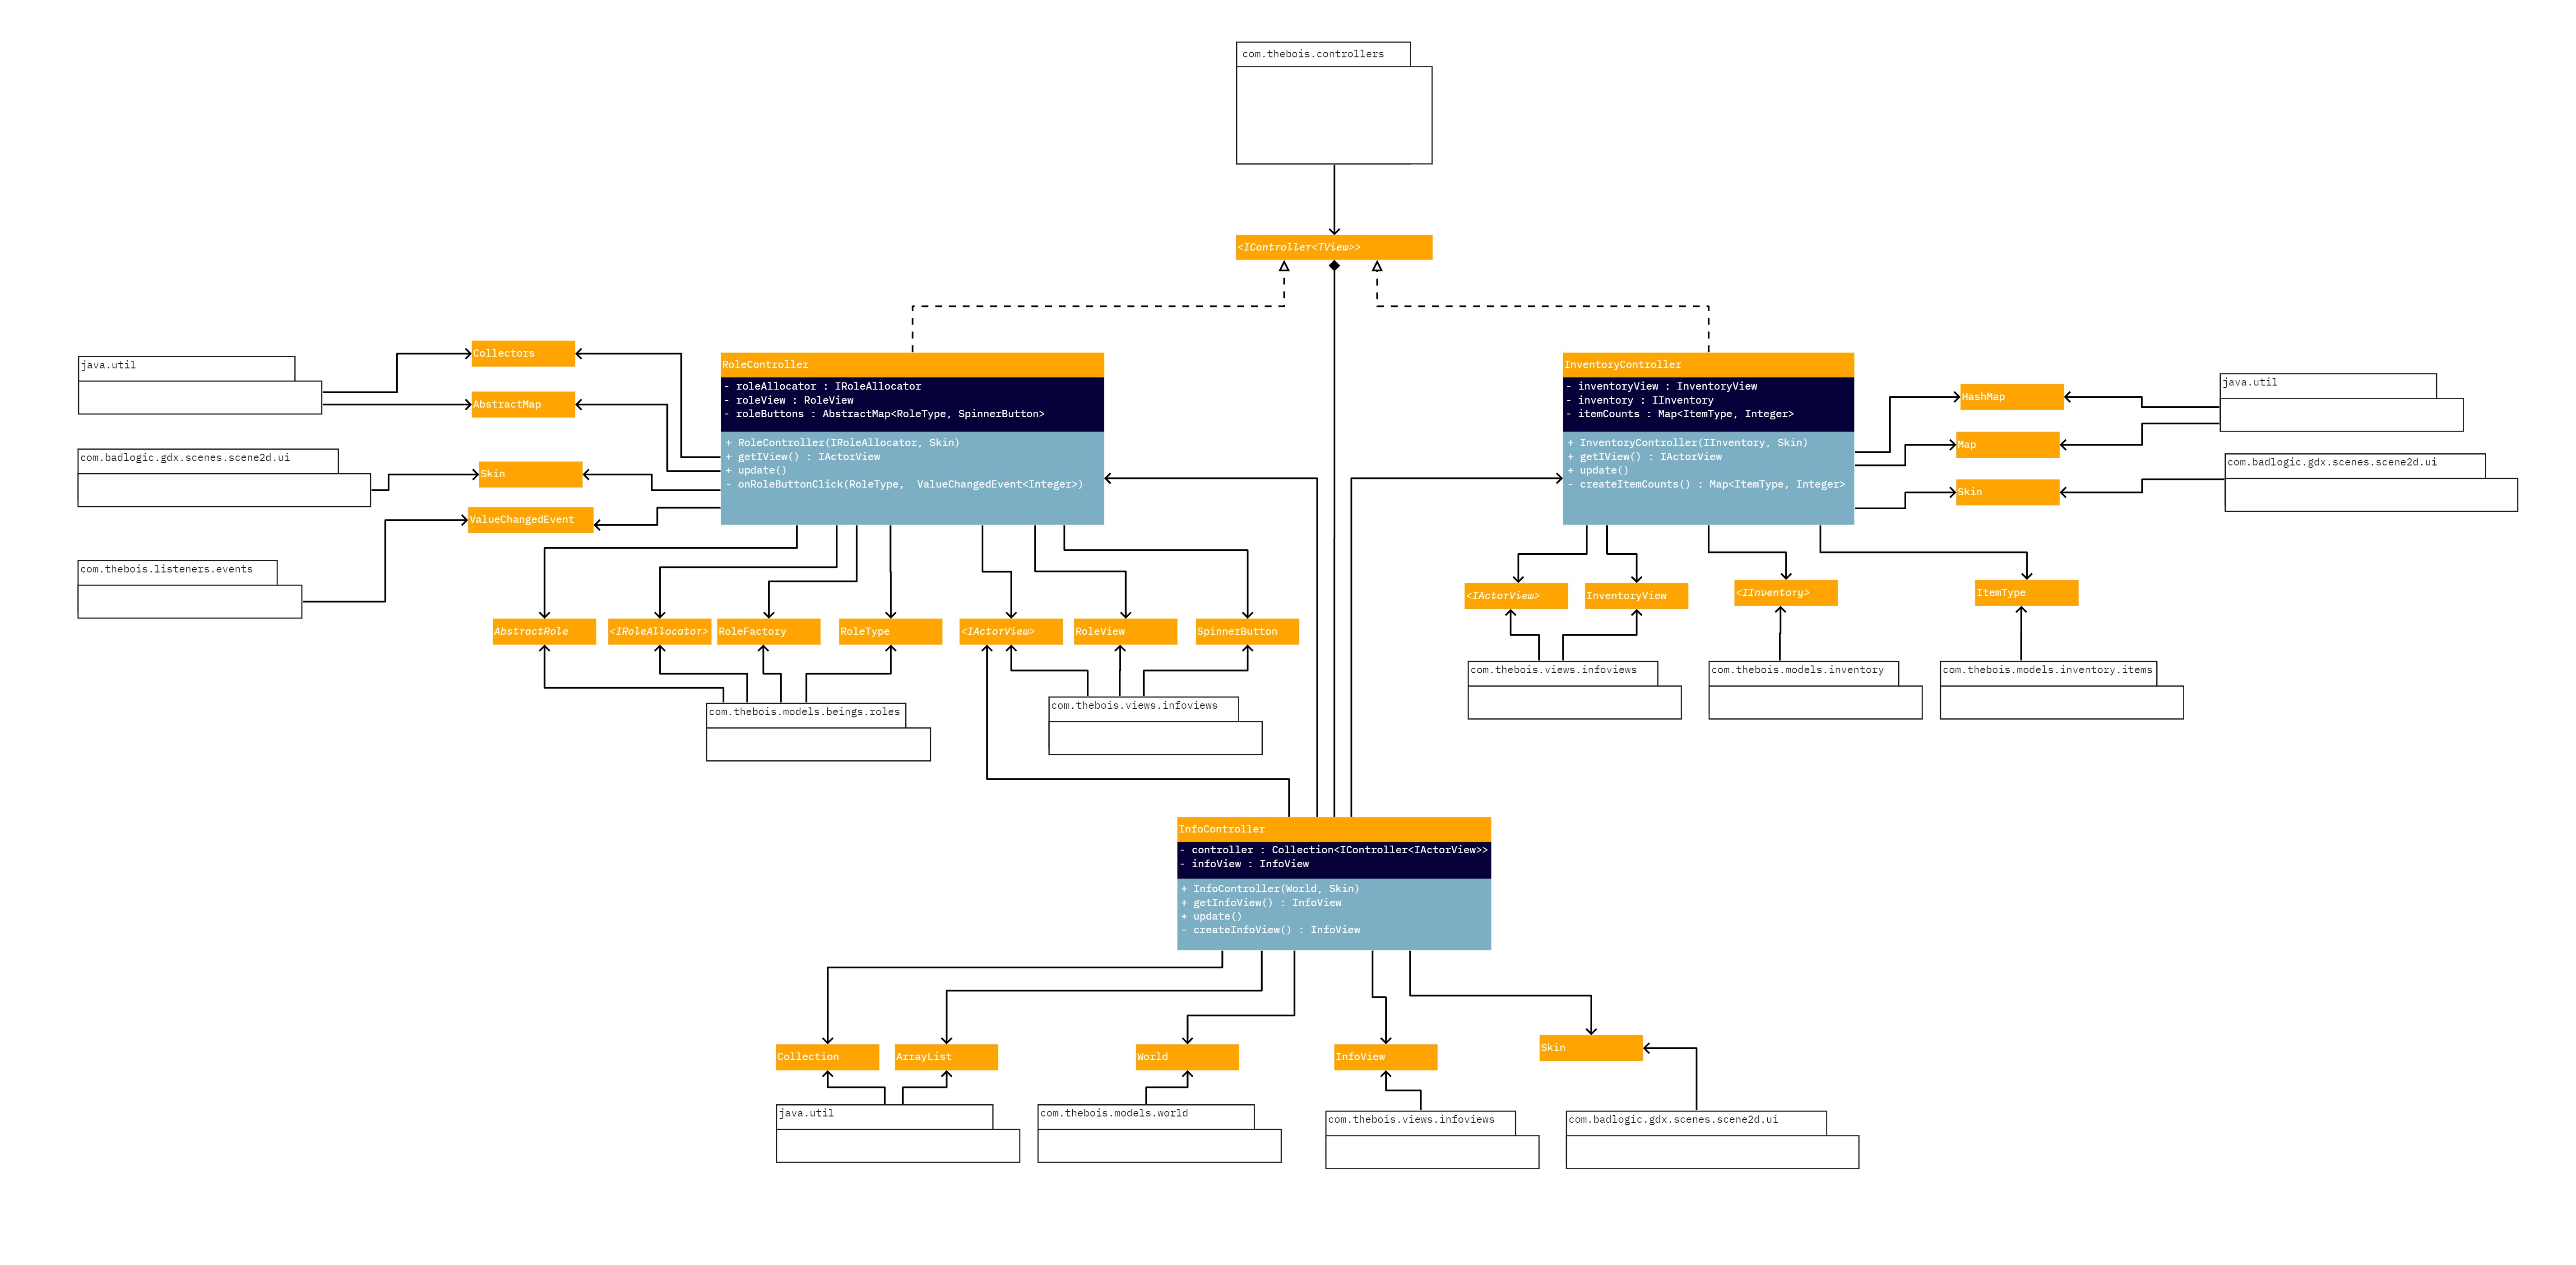 com.thebois.controllers
<IController<TView>>
java.util
Collectors
AbstractMap
com.badlogic.gdx.scenes.scene2d.ui
Skin
ValueChangedEvent
com.thebois.listeners.events
RoleController
- roleAllocator : IRoleAllocator
- roleView : RoleView
- roleButtons : AbstractMap<RoleType, SpinnerButton>
+ RoleController(IRoleAllocator, Skin)
+ getIView() : IActorView
+ update()
- onRoleButtonClick(RoleType,  ValueChangedEvent<Integer>)
InventoryController
- inventoryView : InventoryView
- inventory : IInventory
- itemCounts : Map<ItemType, Integer>
+ InventoryController(IInventory, Skin)
+ getIView() : IActorView
+ update()
- createItemCounts() : Map<ItemType, Integer>
HashMap
Map
Skin
java.util
com.badlogic.gdx.scenes.scene2d.ui
AbstractRole
<IRoleAllocator>
RoleFactory
RoleType
<IActorView>
RoleView
SpinnerButton
com.thebois.models.beings.roles
com.thebois.views.infoviews
<IActorView>
InventoryView
<IInventory>
ItemType
com.thebois.views.infoviews
com.thebois.models.inventory
com.thebois.models.inventory.items
InfoController
- controller : Collection<IController<IActorView>>
- infoView : InfoView
+ InfoController(World, Skin)
+ getInfoView() : InfoView
+ update()
- createInfoView() : InfoView
Collection
ArrayList
World
InfoView
Skin
java.util
com.thebois.models.world
com.thebois.views.infoviews
com.badlogic.gdx.scenes.scene2d.ui